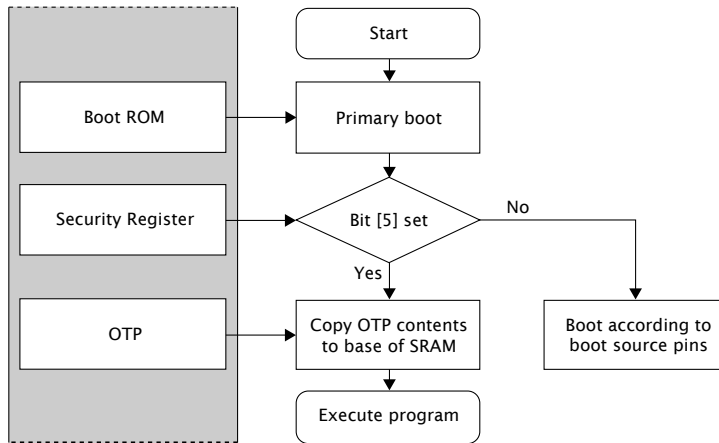 Start
Boot ROM
Primary boot
Security Register
Bit [5] set
No
Yes
OTP
Copy OTP contents
to base of SRAM
Boot according to
boot source pins
Execute program